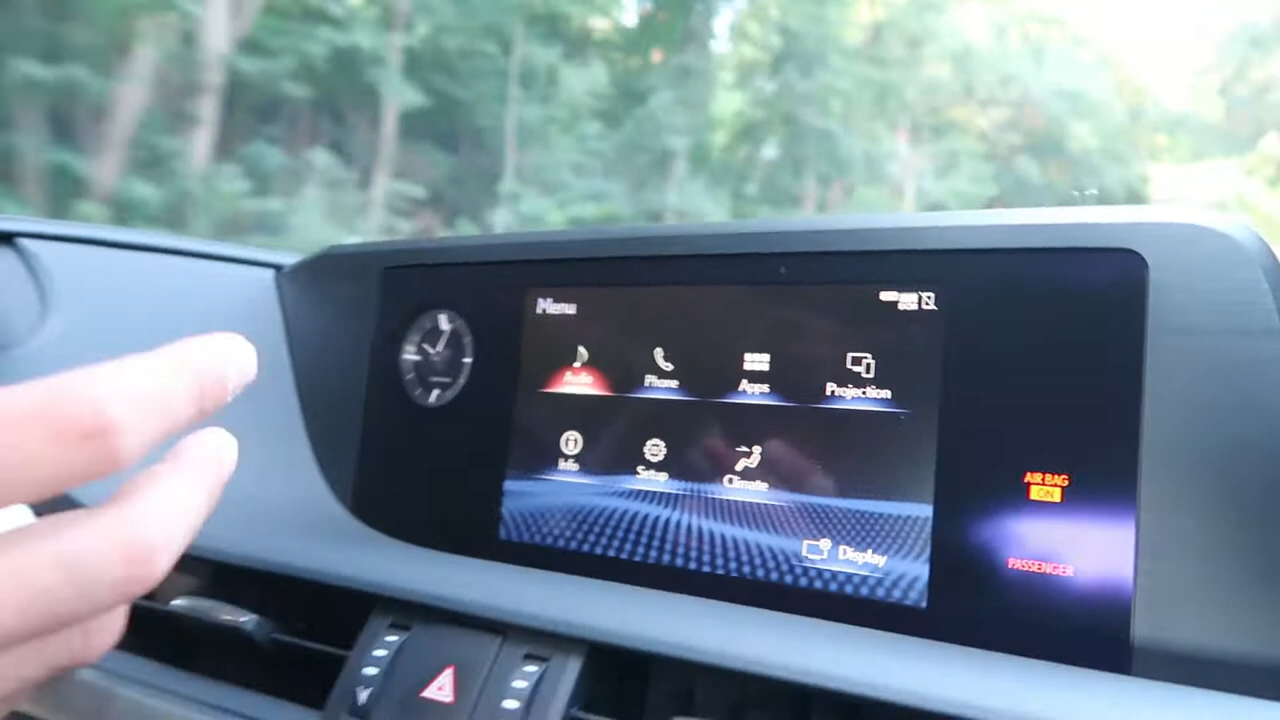 Menu
Audio Phone Apps Projection
Info Setup Climate
Display
AIR BAG
ON
PASSENGER